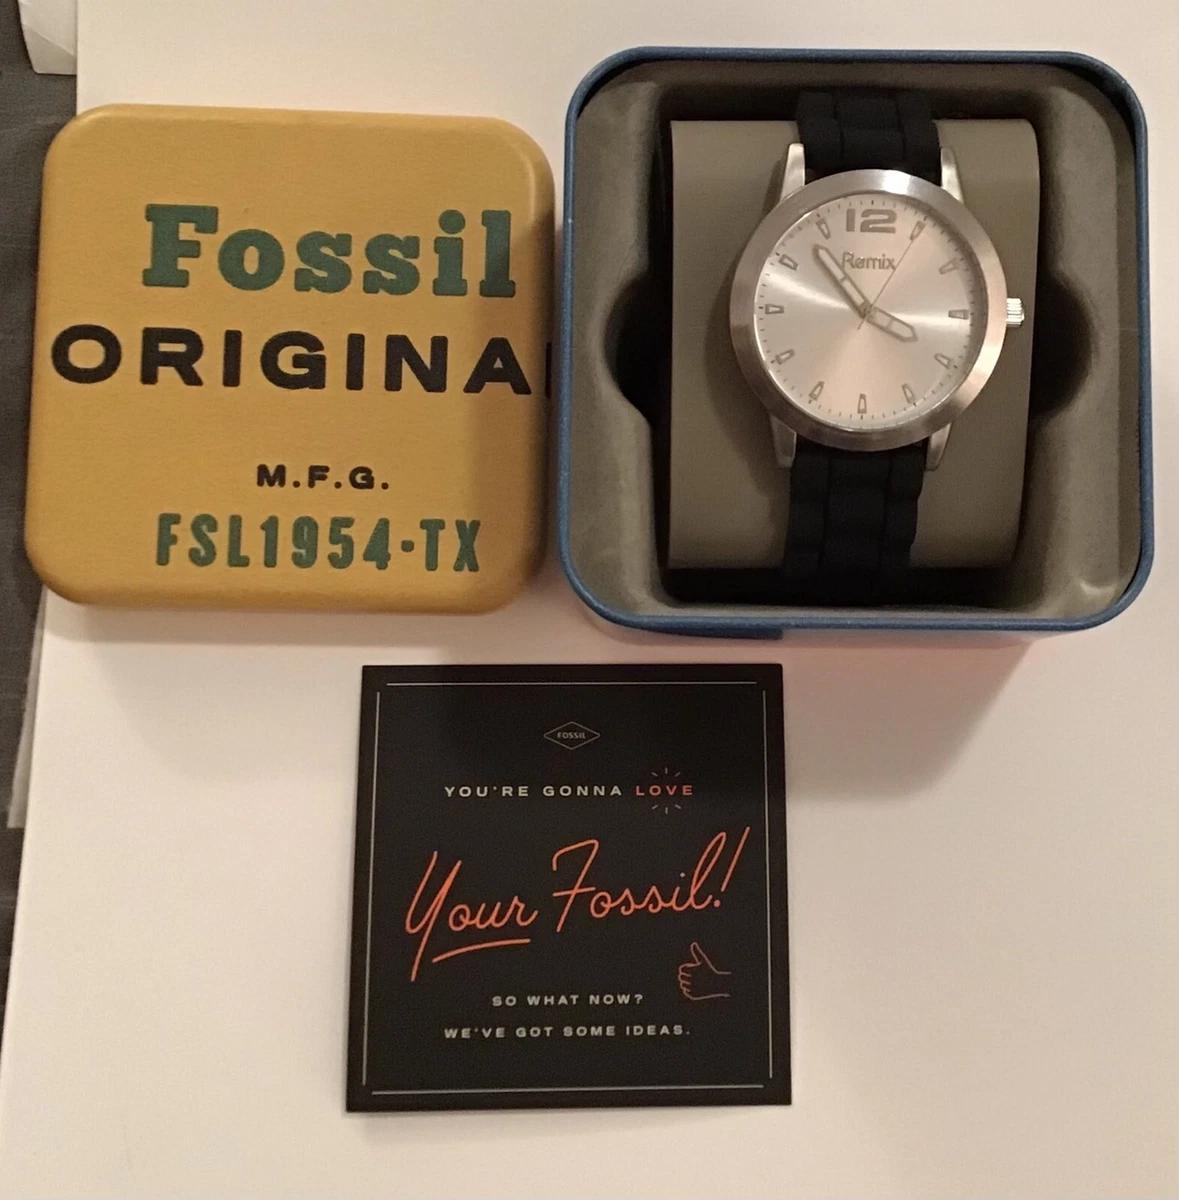 Fossil
ORIGINA
M.F.G.
FSL1954-TX
12
Remix
FOSSIL
YOU'RE GONNA LOVE
Your Fossil!
SO WHAT NOW?
WE'VE GOT SOME IDEAS.